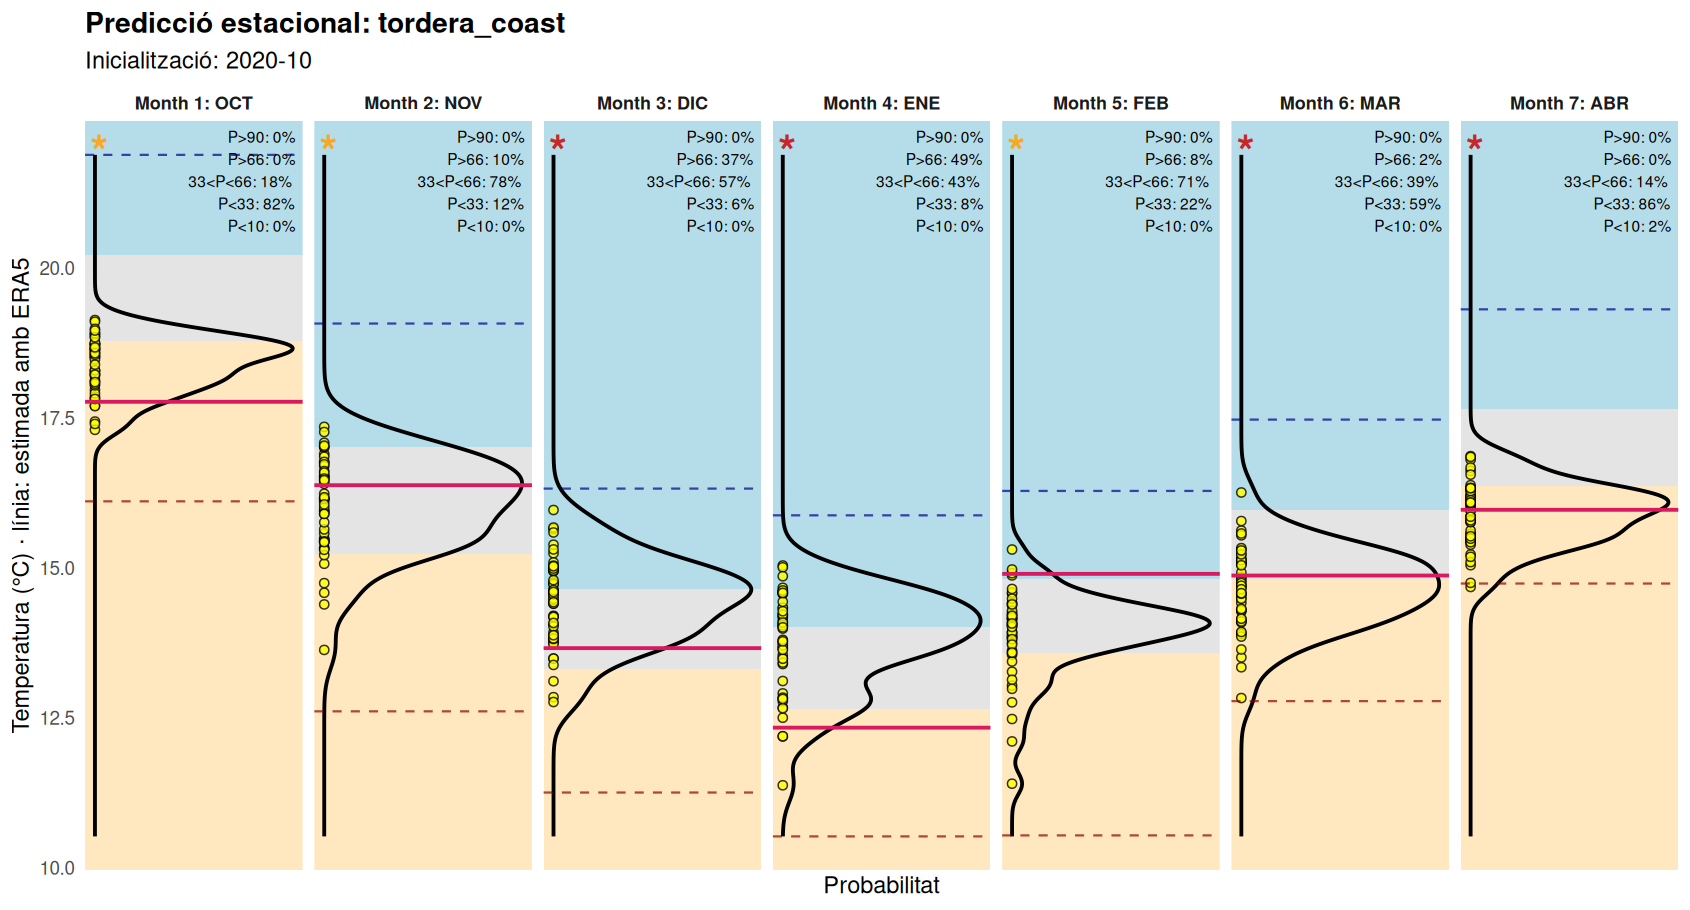 Predicció estacional: tordera_coast
Inicialització: 2020-10
Month 1: OCT
Month 2: NOV
Month 3: DIC
Month 4: ENE
Month 5: FEB
Month 6: MAR
Month 7: ABR
*
P>90: 0%
P>66: 0%
33<P<66: 18%
P<33: 82%
P<10: 0%
*
P>90: 0%
P>66: 10%
33<P<66: 78%
P<33: 12%
P<10: 0%
*
P>90: 0%
P>66: 37%
33<P<66: 57%
P<33: 6%
P<10: 0%
*
P>90: 0%
P>66: 49%
33<P<66: 43%
P<33: 8%
P<10: 0%
*
P>90: 0%
P>66: 8%
33<P<66: 71%
P<33: 22%
P<10: 0%
*
P>90: 0%
P>66: 2%
33<P<66: 39%
P<33: 59%
P<10: 0%
*
P>90: 0%
P>66: 0%
33<P<66: 14%
P<33: 86%
P<10: 2%
Temperatura (°C) · línia: estimada amb ERA5
20.0
17.5
15.0
12.5
10.0
Probabilitat